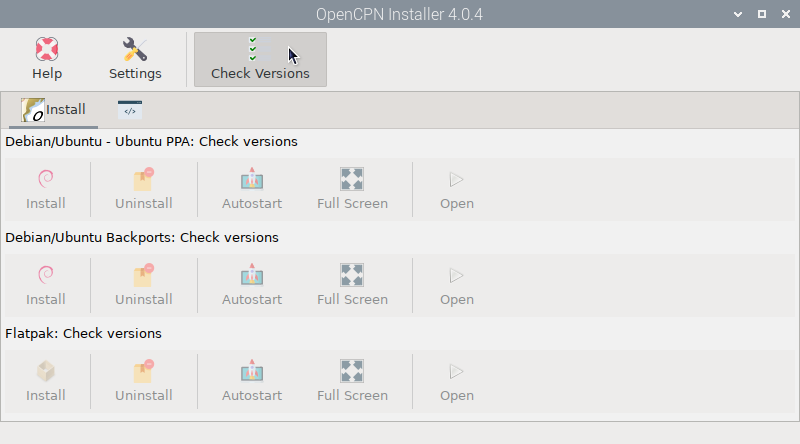 OpenCPN Installer 4.0.4
Help Settings Check Versions
Install </>
Debian/Ubuntu - Ubuntu PPA: Check versions
Install Uninstall Autostart Full Screen Open
Debian/Ubuntu Backports: Check versions
Install Uninstall Autostart Full Screen Open
Flatpak: Check versions
Install Uninstall Autostart Full Screen Open